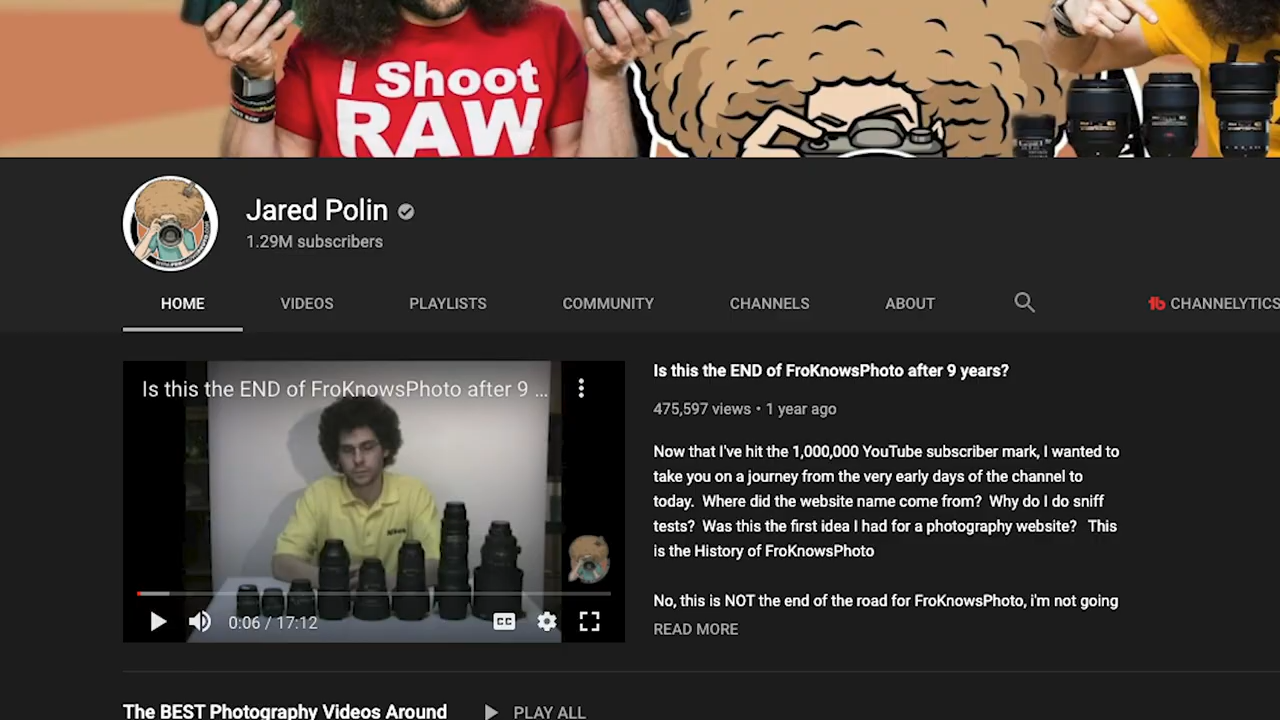 I Shoot
RAW
Jared Polin
1.29M subscribers
HOME
VIDEOS
PLAYLISTS
COMMUNITY
CHANNELS
ABOUT
CHANNELYTICS
Is this the END of FroKnowsPhoto after 9 ...
0:06 / 17:12
CC
Is this the END of FroKnowsPhoto after 9 years?
475,597 views • 1 year ago
Now that I've hit the 1,000,000 YouTube subscriber mark, I wanted to
take you on a journey from the very early days of the channel to
today. Where did the website name come from? Why do I do sniff
tests? Was this the first idea I had for a photography website? This
is the History of FroKnowsPhoto
No, this is NOT the end of the road for FroKnowsPhoto, i'm not going
READ MORE
The BEST Photography Videos Around
PLAY ALL